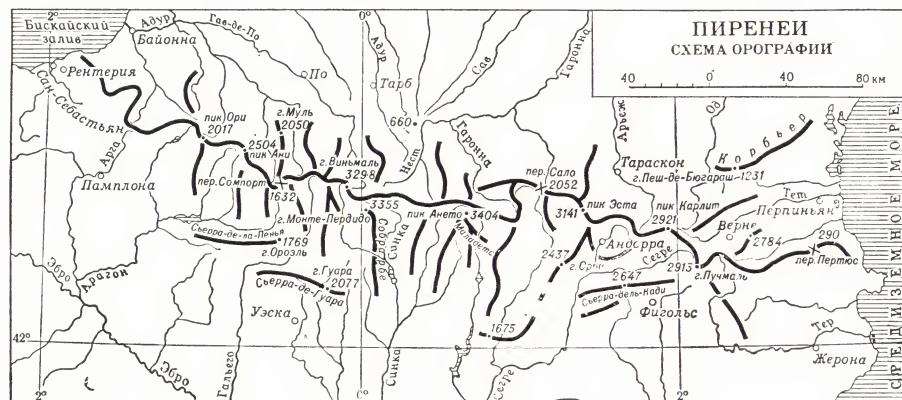 ПИРЕНЕИ
СХЕМА ОРОГРАФИИ
40 0 40 80 км
2°
0°
Бискайский
залив
Адур
Байонна
Гав-де-По
Адур
Сав
Гаронна
Рентерия
Сан-Себастьян
По
Тарб
660
Арьеж
Од
Корбьер
1231
пик Ори
2017
г.Муль
2050
2504
пик Ани
Арга
Памплона
пер.Сомпорт
1632
г.Виньмаль
3298
Нест
Гаронна
пер. Сало
2052
Тараскон
г.Пеш-де-Бюгараш
3355
г.Монте-Пердидо
пик Ането
3404
Маладета
3141
пик Эста
пик Карлит
2921
Тет
Перпиньян
Верне
2784
290
пер. Пертюс
Сьерра-де-ла-Пенья
1769
г.Ороэль
Собрарбе
Синка
2437
Андорра
Сегре
2915
г.Пучмаль
Эбро
Арагон
г.Гуара
2077
Сьерра-де-Гуара
2647
Сьерра-дель-Кади
Фигольс
Уэска
1675
42°
Тер
Жерона
Эбро
Гальего
Синка
Сегре
2°
0°
2°
СРЕДИЗЕМНОЕ МОРЕ